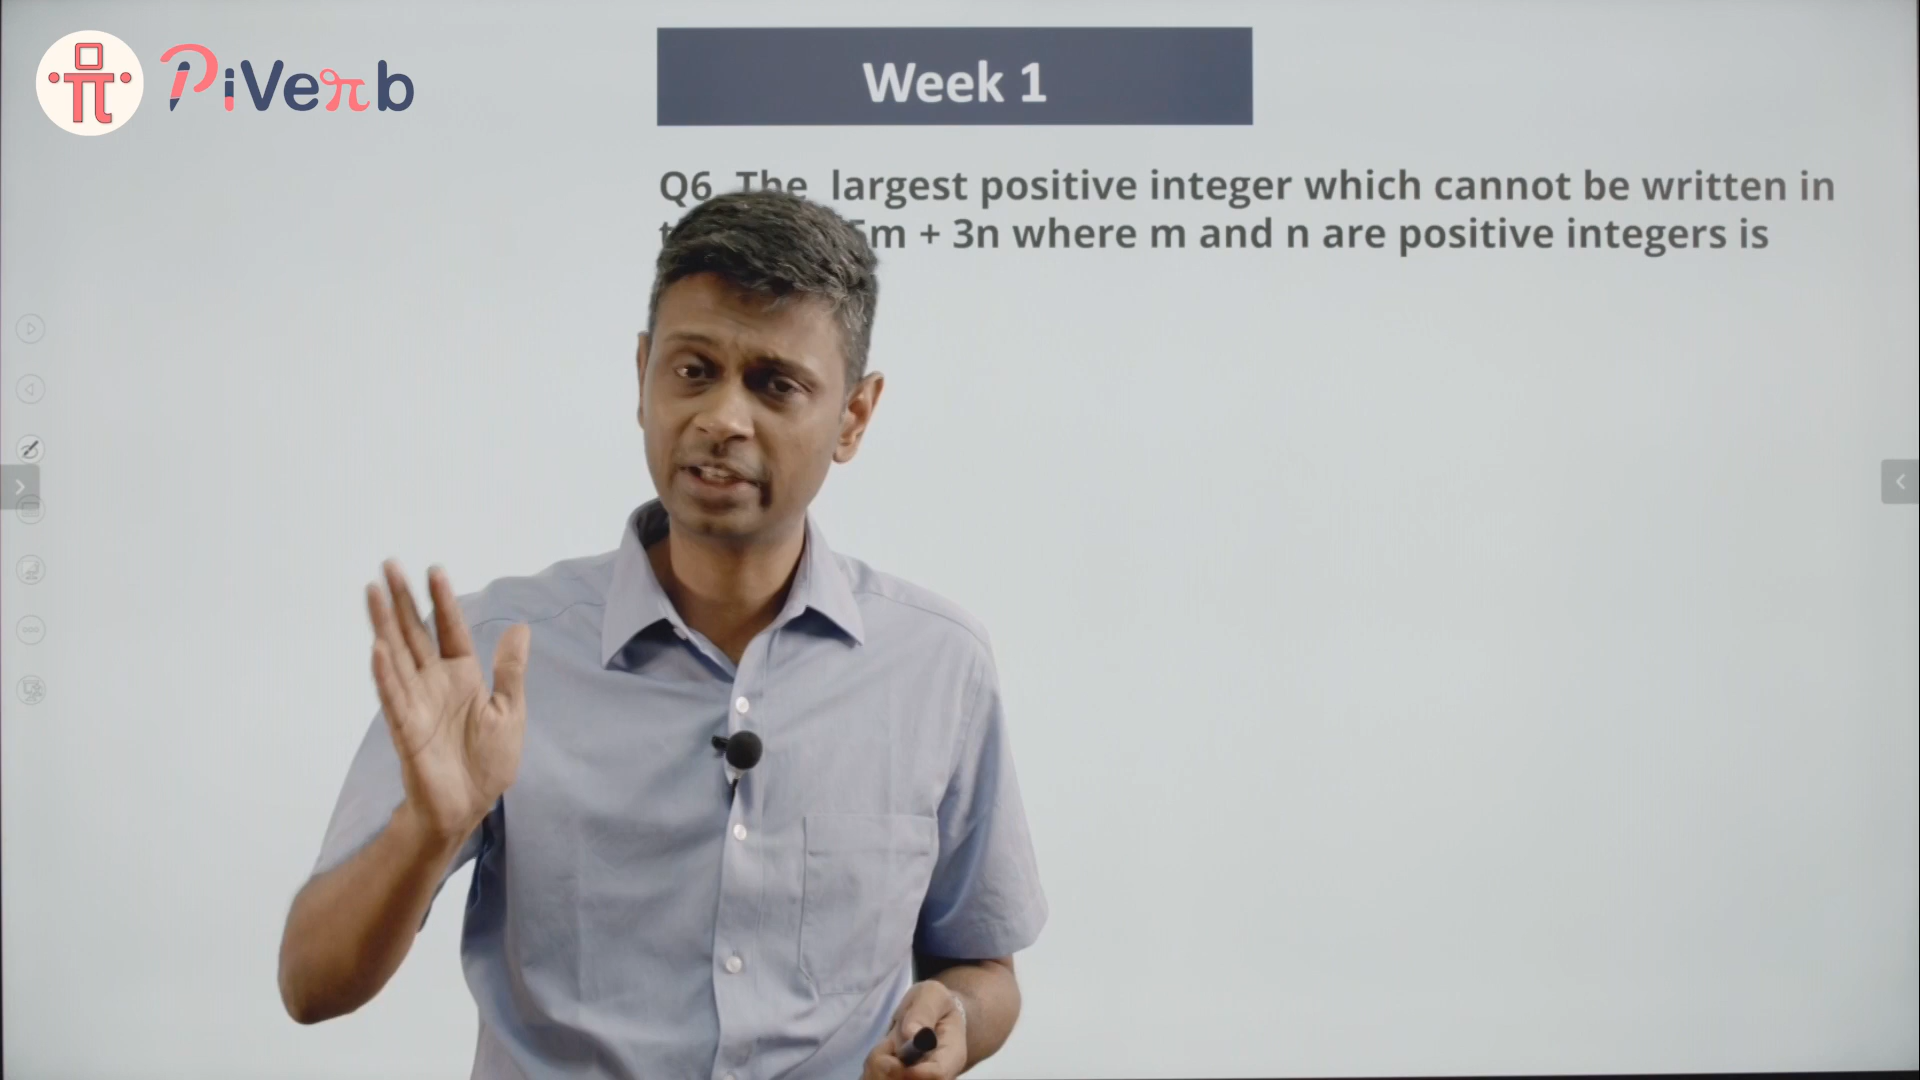 PiVerb
Week 1
Q6 The largest positive integer which cannot be written in
5m + 3n where m and n are positive integers is